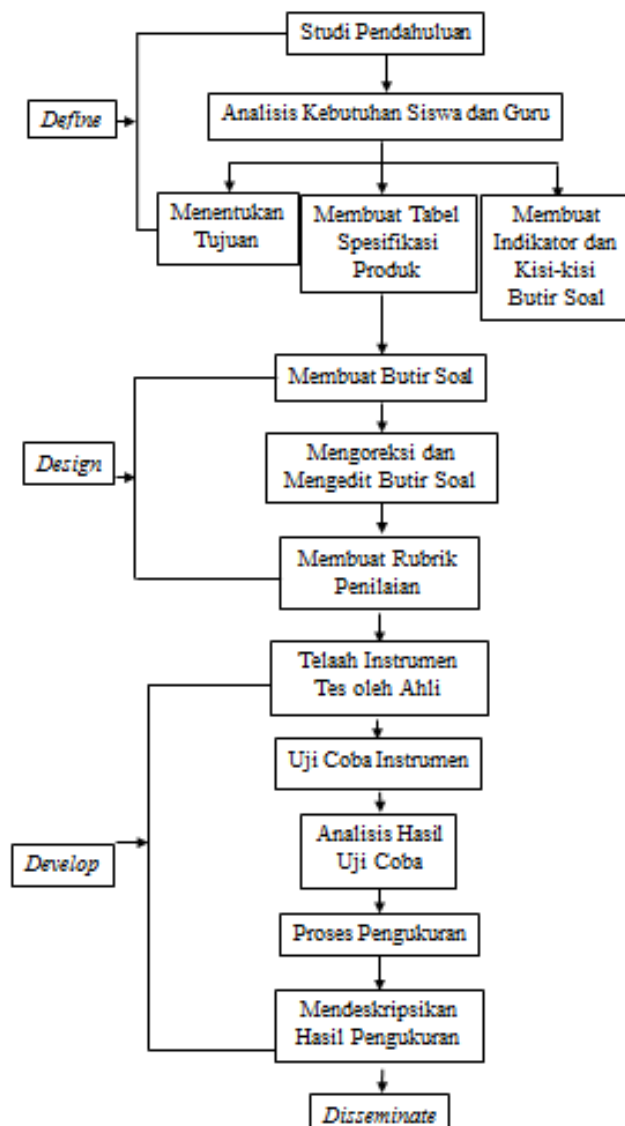 Studi Pendahuluan
Define
Analisis Kebutuhan Siswa dan Guru
Menentukan
Tujuan
Membuat Tabel
Spesifikasi
Produk
Membuat
Indikator dan
Kisi-kisi
Butir Soal
Membuat Butir Soal
Design
Mengoreksi dan
Mengedit Butir Soal
Membuat Rubrik
Penilaian
Telaah Instrumen
Tes oleh Ahli
Uji Coba Instrumen
Develop
Analisis Hasil
Uji Coba
Proses Pengukuran
Mendeskripsikan
Hasil Pengukuran
Disseminate